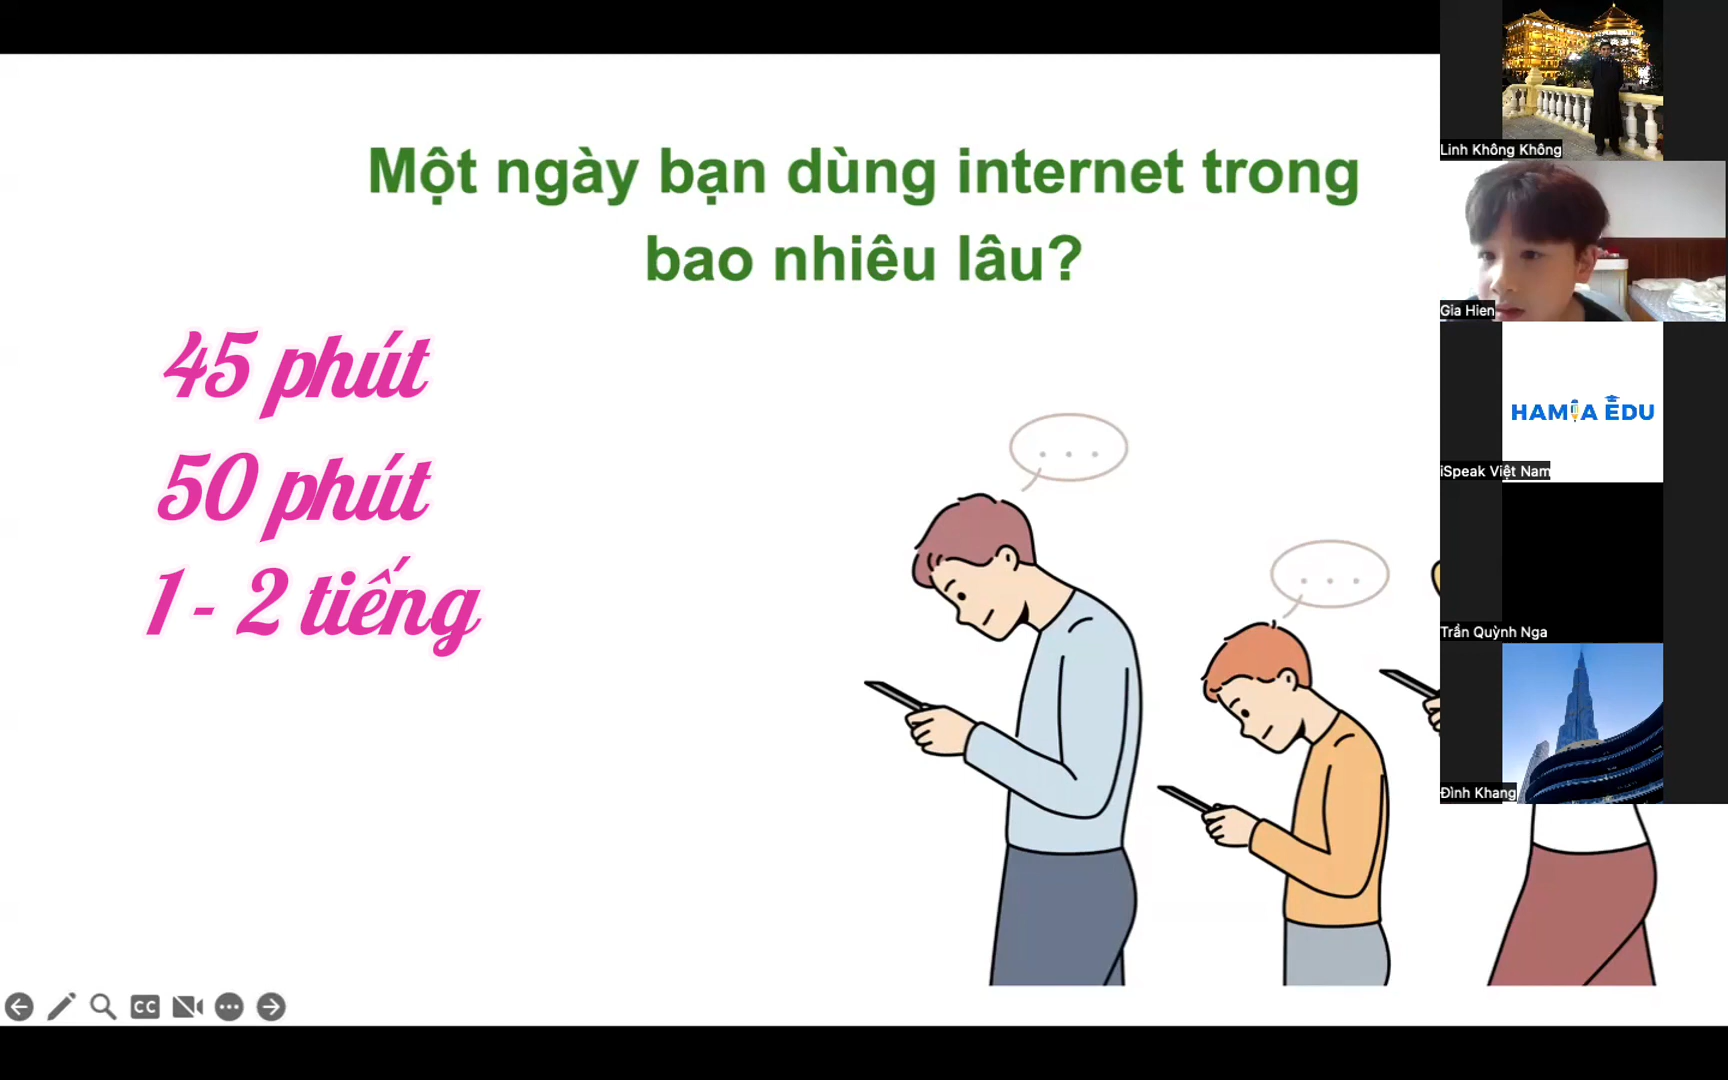 Một ngày bạn dùng internet trong
bao nhiêu lâu?
45 phút
50 phút
1 - 2 tiếng
Linh Không Không
Gia Hien
HAMIA EDU
iSpeak Việt Nam
Trần Quỳnh Nga
Đình Khang
CC